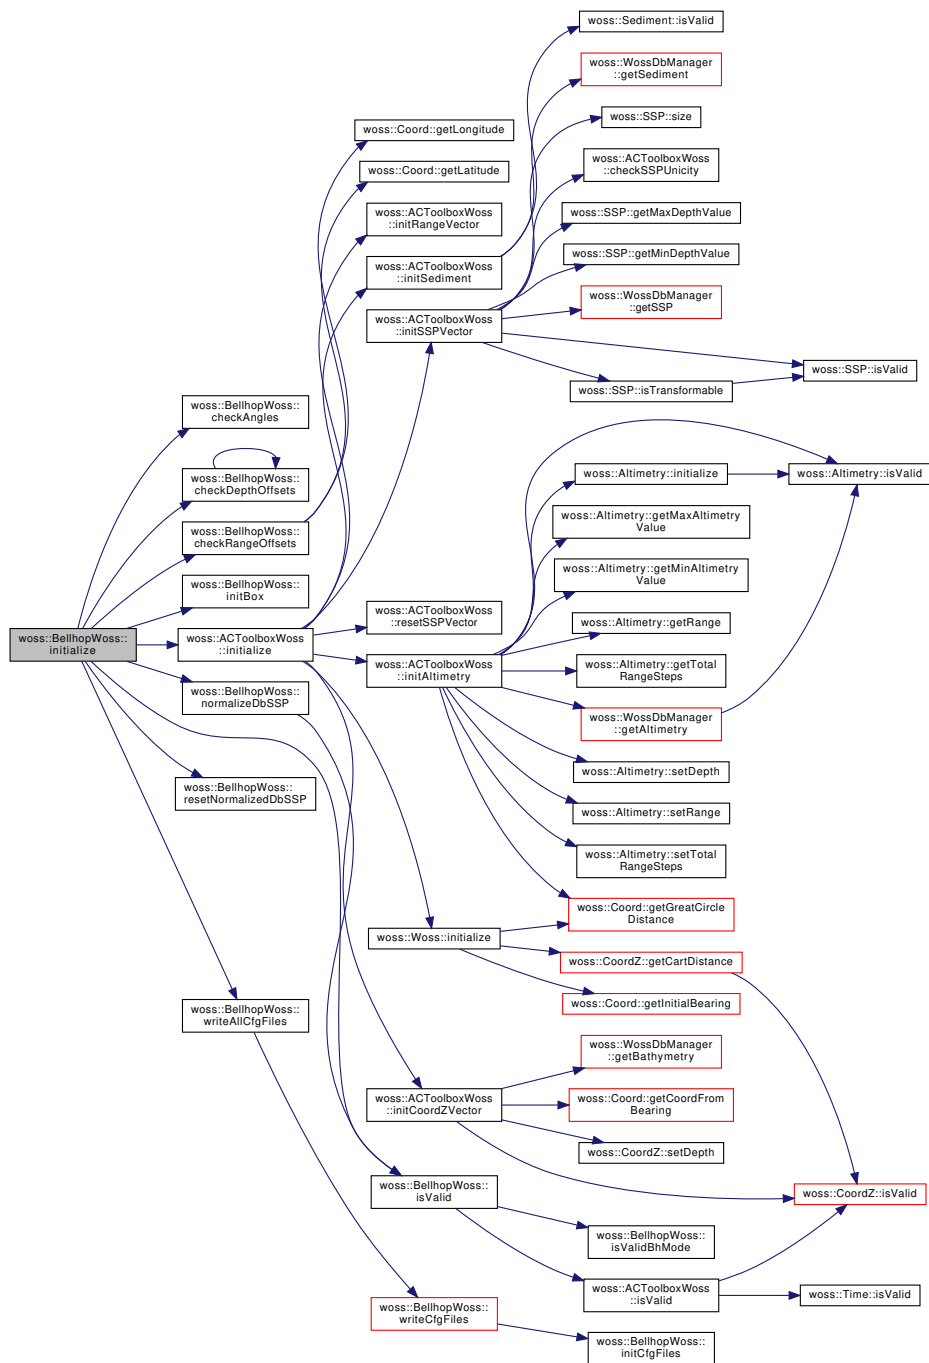 woss::Sediment::isValid
woss::WossDbManager
::getSediment
woss::SSP::size
woss::Coord::getLongitude
woss::ACToolboxWoss
::checkSSPUnicity
woss::Coord::getLatitude
woss::SSP::getMaxDepthValue
woss::ACToolboxWoss
::initRangeVector
woss::SSP::getMinDepthValue
woss::ACToolboxWoss
::initSediment
woss::WossDbManager
::getSSP
woss::ACToolboxWoss
::initSSPVector
woss::SSP::isValid
woss::SSP::isTransformable
woss::BellhopWoss::
checkAngles
woss::BellhopWoss::
checkDepthOffsets
woss::Altimetry::initialize
woss::Altimetry::isValid
woss::Altimetry::getMaxAltimetry
Value
woss::BellhopWoss::
checkRangeOffsets
woss::Altimetry::getMinAltimetry
Value
woss::BellhopWoss::
initBox
woss::ACToolboxWoss
::resetSSPVector
woss::Altimetry::getRange
woss::BellhopWoss::
initialize
woss::ACToolboxWoss
::initialize
woss::ACToolboxWoss
::initAltimetry
woss::Altimetry::getTotal
RangeSteps
woss::BellhopWoss::
normalizeDbSSP
woss::WossDbManager
::getAltimetry
woss::Altimetry::setDepth
woss::BellhopWoss::
resetNormalizedDbSSP
woss::Altimetry::setRange
woss::Altimetry::setTotal
RangeSteps
woss::Coord::getGreatCircle
Distance
woss::Woss::initialize
woss::CoordZ::getCartDistance
woss::Coord::getInitialBearing
woss::BellhopWoss::
writeAllCfgFiles
woss::WossDbManager
::getBathymetry
woss::ACToolboxWoss
::initCoordZVector
woss::Coord::getCoordFrom
Bearing
woss::CoordZ::setDepth
woss::BellhopWoss::
isValid
woss::CoordZ::isValid
woss::BellhopWoss::
isValidBhMode
woss::ACToolboxWoss
::isValid
woss::Time::isValid
woss::BellhopWoss::
writeCfgFiles
woss::BellhopWoss::
initCfgFiles